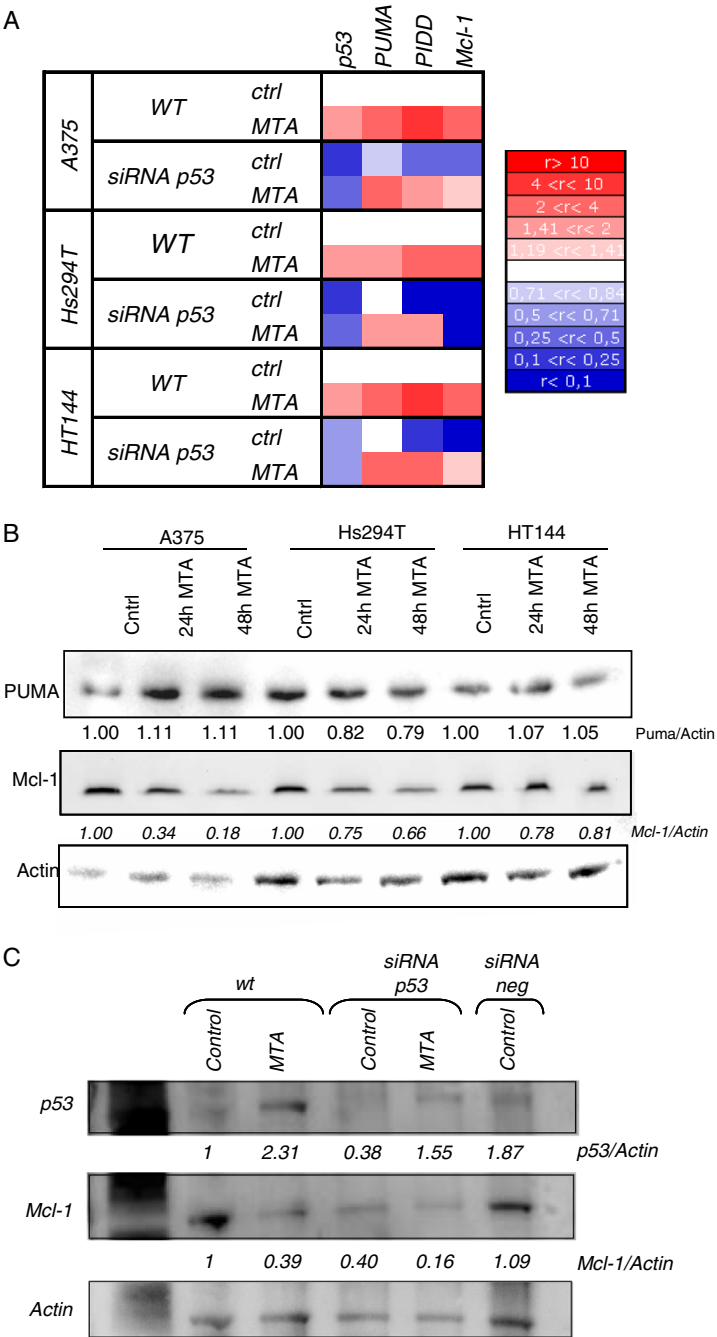 A
p53 PUMA PIDD Mcl-1
A375
WT
ctrl
MTA
siRNA p53
ctrl
MTA
Hs294T
WT
ctrl
MTA
siRNA p53
ctrl
MTA
HT144
WT
ctrl
MTA
siRNA p53
ctrl
MTA
r> 10
4 <r< 10
2 <r< 4
1,41 <r< 2
1,19 <r< 1,41
0,71 <r< 0,84
0,5 <r< 0,71
0,25 <r< 0,5
0,1 <r< 0,25
r< 0,1
B
A375 Hs294T HT144
Cntrl 24h MTA 48h MTA Cntrl 24h MTA 48h MTA Cntrl 24h MTA 48h MTA
PUMA
1.00 1.11 1.11 1.00 0.82 0.79 1.00 1.07 1.05 Puma/Actin
Mcl-1
1.00 0.34 0.18 1.00 0.75 0.66 1.00 0.78 0.81 Mcl-1/Actin
Actin
C
wt siRNA p53 siRNA neg
Control MTA Control MTA Control
p53
1 2.31 0.38 1.55 1.87 p53/Actin
Mcl-1
1 0.39 0.40 0.16 1.09 Mcl-1/Actin
Actin